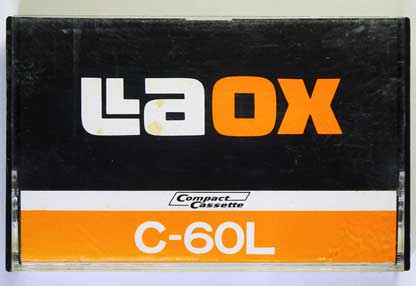 LaOX
Compact
Cassette
C-60L